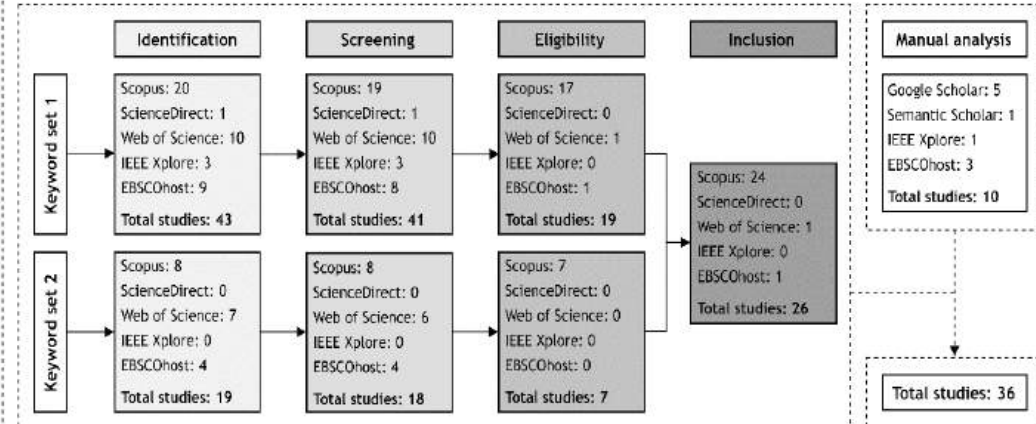 Identification
Screening
Eligibility
Inclusion
Manual analysis
Keyword set 1
Scopus: 20
ScienceDirect: 1
Web of Science: 10
IEEE Xplore: 3
EBSCOhost: 9
Total studies: 43
Scopus: 19
ScienceDirect: 1
Web of Science: 10
IEEE Xplore: 3
EBSCOhost: 8
Total studies: 41
Scopus: 17
ScienceDirect: 0
Web of Science: 1
IEEE Xplore: 0
EBSCOhost: 1
Total studies: 19
Keyword set 2
Scopus: 8
ScienceDirect: 0
Web of Science: 7
IEEE Xplore: 0
EBSCOhost: 4
Total studies: 19
Scopus: 8
ScienceDirect: 0
Web of Science: 6
IEEE Xplore: 0
EBSCOhost: 4
Total studies: 18
Scopus: 7
ScienceDirect: 0
Web of Science: 0
IEEE Xplore: 0
EBSCOhost: 0
Total studies: 7
Scopus: 24
ScienceDirect: 0
Web of Science: 1
IEEE Xplore: 0
EBSCOhost: 1
Total studies: 26
Google Scholar: 5
Semantic Scholar: 1
IEEE Xplore: 1
EBSCOhost: 3
Total studies: 10
Total studies: 36